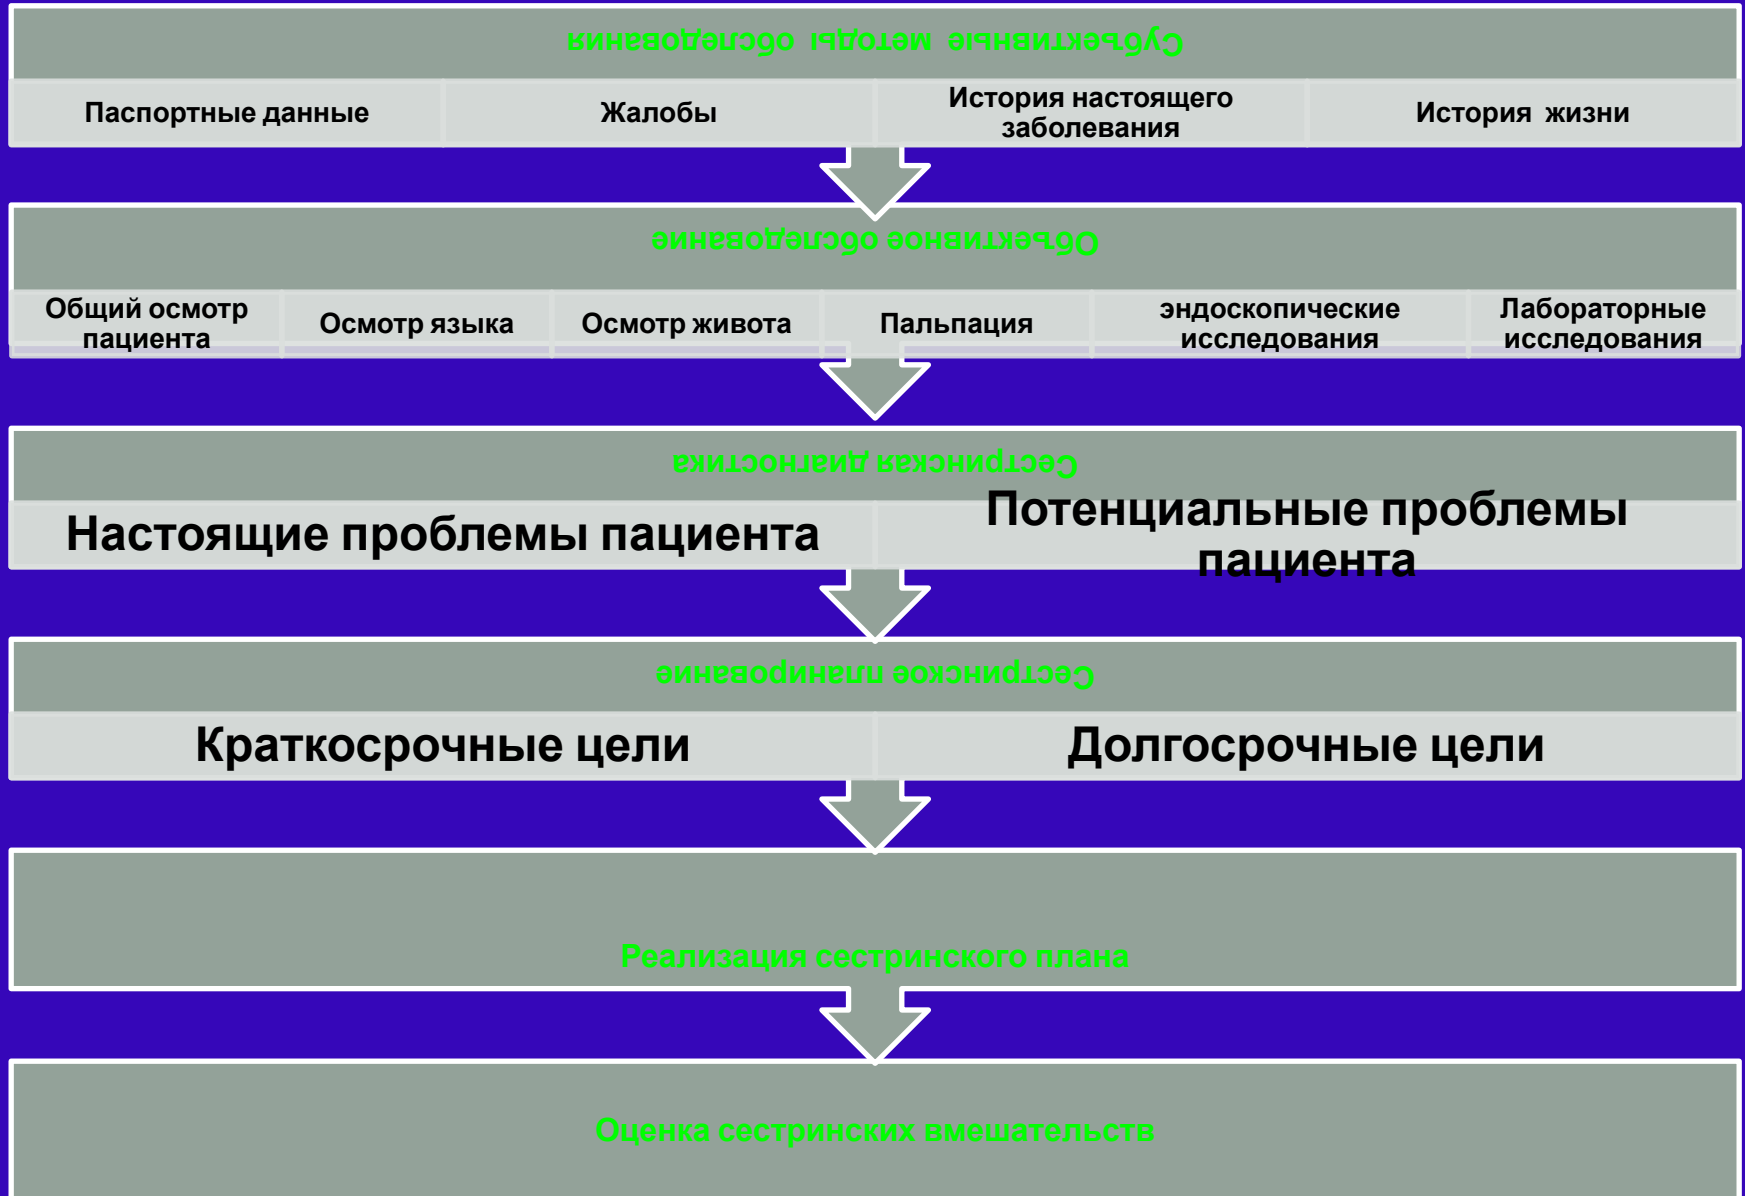 Субъективные методы обследования
Паспортные данные
Жалобы
История настоящего
заболевания
История жизни
Объективное обследование
Общий осмотр
пациента
Осмотр языка
Осмотр живота
Пальпация
эндоскопические
исследования
Лабораторные
исследования
Сестринская диагностика
Настоящие проблемы пациента
Потенциальные проблемы
пациента
Сестринское планирование
Краткосрочные цели
Долгосрочные цели
Реализация сестринского плана
Оценка сестринских вмешательств